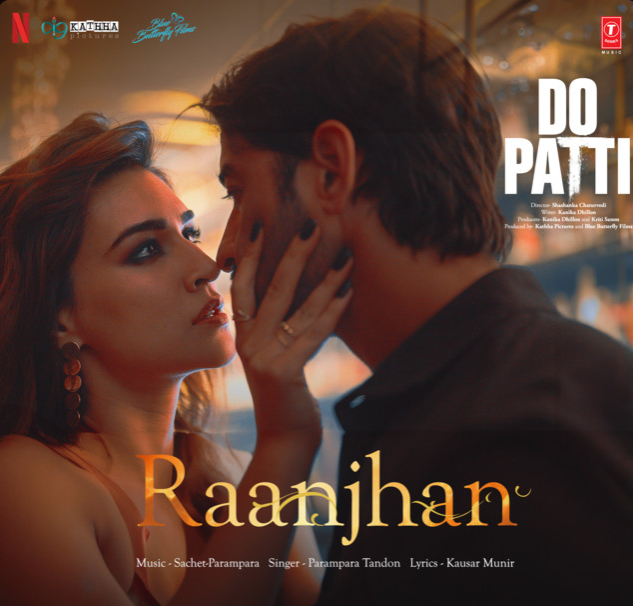 N
KATHHA
pictures
Blue
Butterfly Films
T
SERIES
MUSIC
DO
PATTI
Director- Shashanka Chaturvedi
Writer- Kanika Dhillon
Producers- Kanika Dhillon and Kriti Sanon
Produced by- Kathha Pictures and Blue Butterfly Films
Raanjhan
Music - Sachet-Parampara Singer - Parampara Tandon Lyrics - Kausar Munir